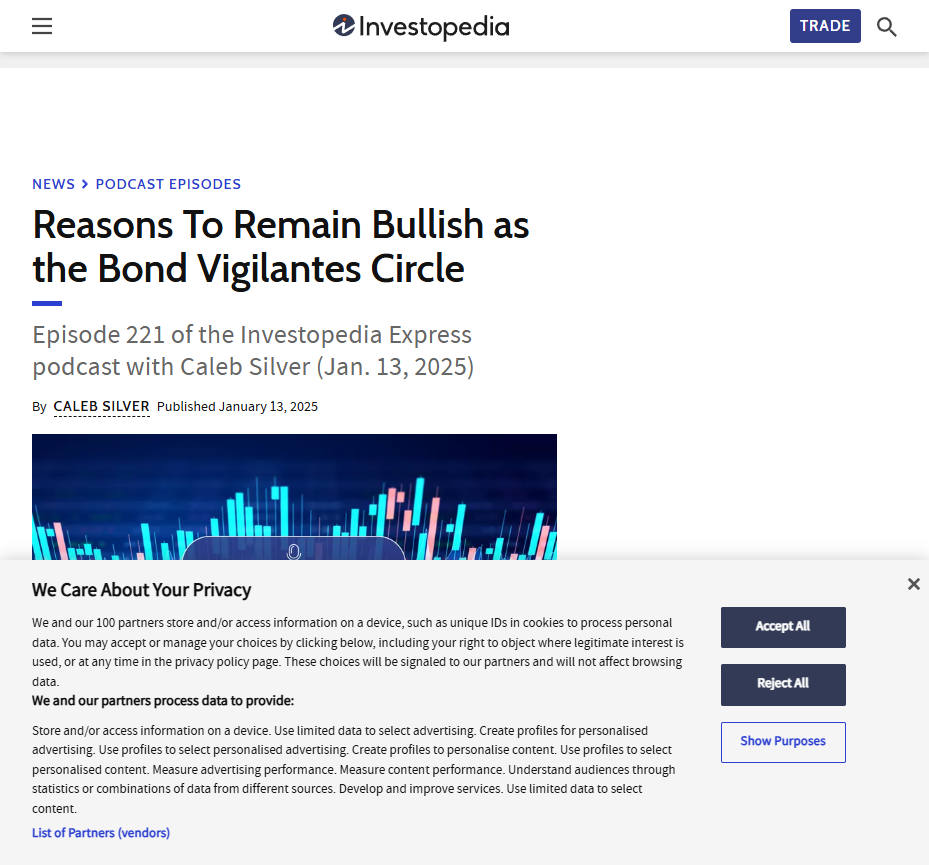 Investopedia
TRADE
NEWS > PODCAST EPISODES
Reasons To Remain Bullish as
the Bond Vigilantes Circle
Episode 221 of the Investopedia Express
podcast with Caleb Silver (Jan. 13, 2025)
By CALEB SILVER Published January 13, 2025
We Care About Your Privacy
We and our 100 partners store and/or access information on a device, such as unique IDs in cookies to process personal
data. You may accept or manage your choices by clicking below, including your right to object where legitimate interest is
used, or at any time in the privacy policy page. These choices will be signaled to our partners and will not affect browsing
data.
We and our partners process data to provide:
Store and/or access information on a device. Use limited data to select advertising. Create profiles for personalised
advertising. Use profiles to select personalised advertising. Create profiles to personalise content. Use profiles to select
personalised content. Measure advertising performance. Measure content performance. Understand audiences through
statistics or combinations of data from different sources. Develop and improve services. Use limited data to select
content.
List of Partners (vendors)
Accept All
Reject All
Show Purposes